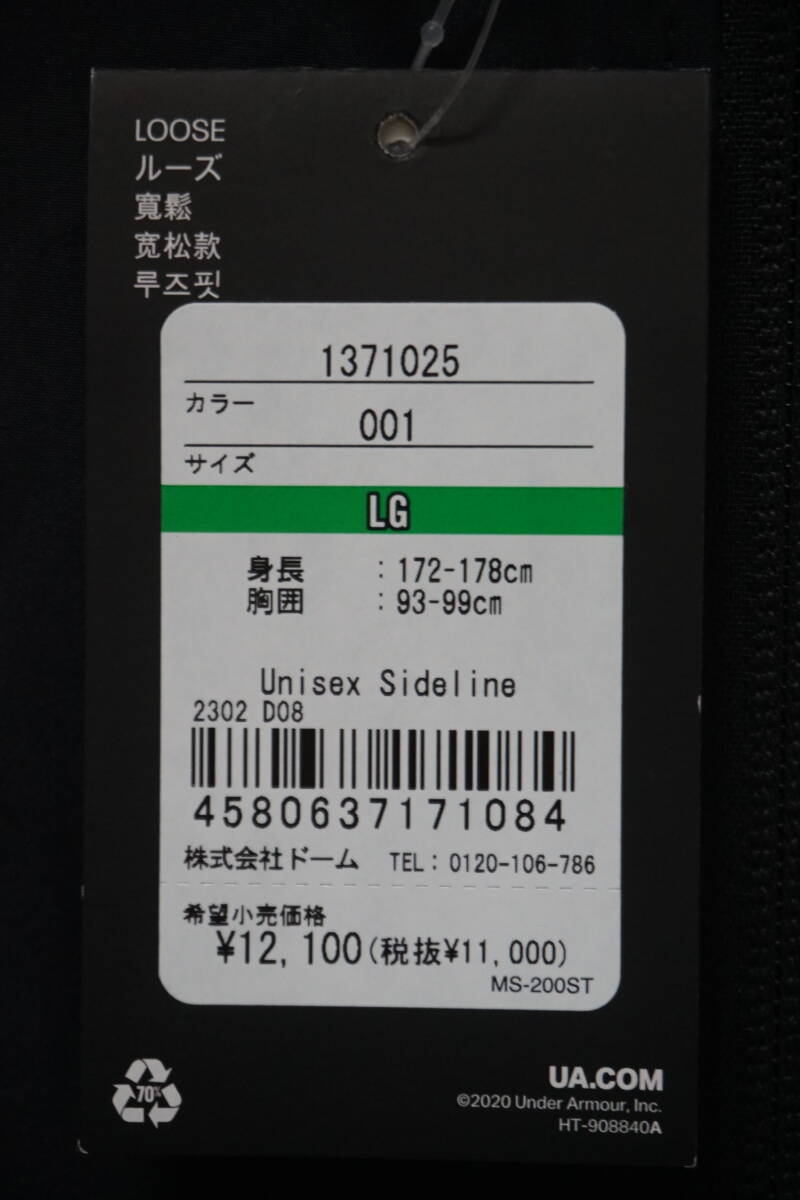 LOOSE
ルーズ
寬鬆
宽松款
루즈핏
1371025
カラー
001
サイズ
LG
身長 : 172-178cm
胸囲 : 93-99cm
Unisex Sideline
2302 D08
4580637171084
株式会社ドーム TEL: 0120-106-786
希望小売価格
¥12,100(税抜¥11,000)
MS-200ST
70%
UA.COM
©2020 Under Armour, Inc.
HT-908840A